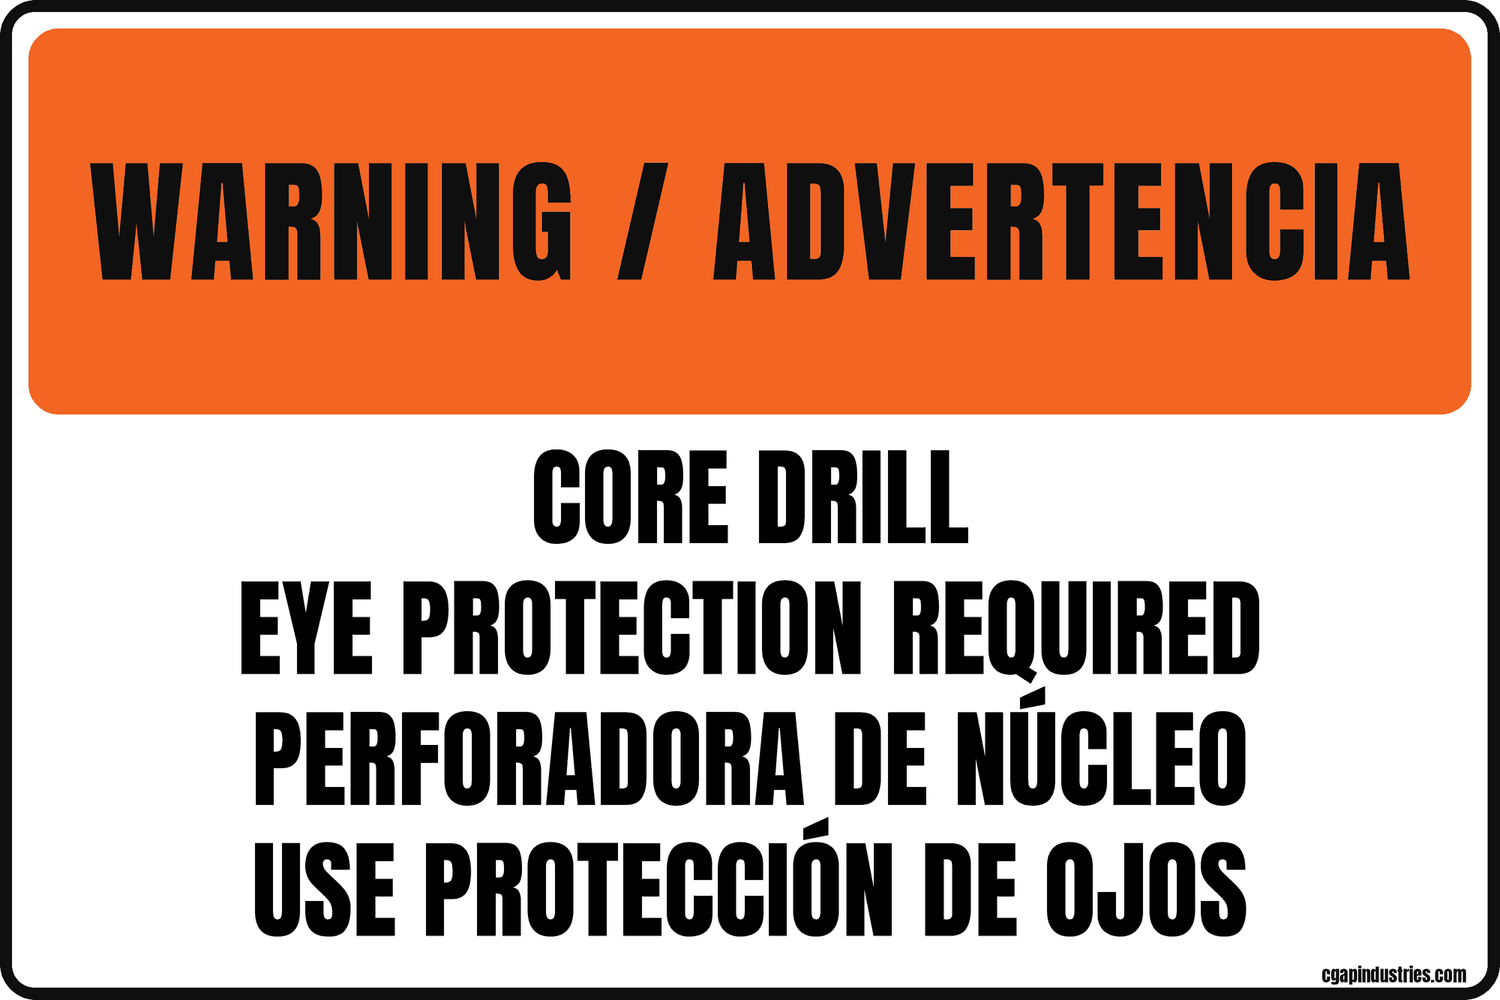 WARNING / ADVERTENCIA
CORE DRILL
EYE PROTECTION REQUIRED
PERFORADORA DE NÚCLEO
USE PROTECCIÓN DE OJOS
cgapindustries.com